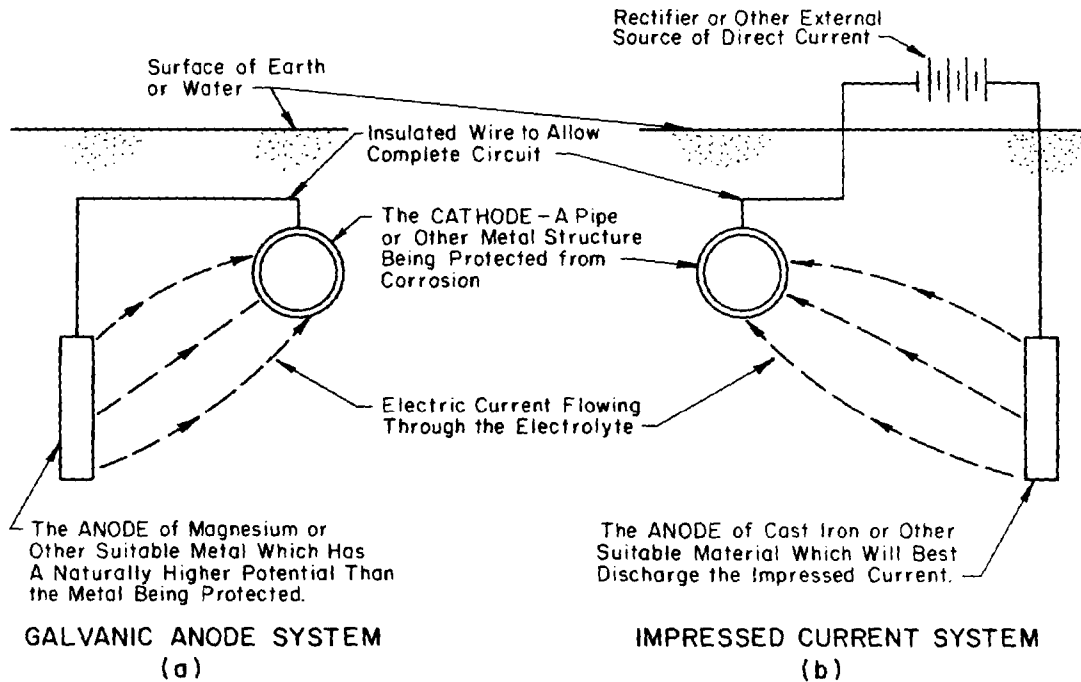 Rectifier or Other External
Source of Direct Current
Surface of Earth
or Water
Insulated Wire to Allow
Complete Circuit
The CATHODE - A Pipe
or Other Metal Structure
Being Protected from
Corrosion
Electric Current Flowing
Through the Electrolyte
The ANODE of Magnesium or
Other Suitable Metal Which Has
A Naturally Higher Potential Than
the Metal Being Protected.
The ANODE of Cast Iron or Other
Suitable Material Which Will Best
Discharge the Impressed Current.
GALVANIC ANODE SYSTEM
(a)
IMPRESSED CURRENT SYSTEM
(b)